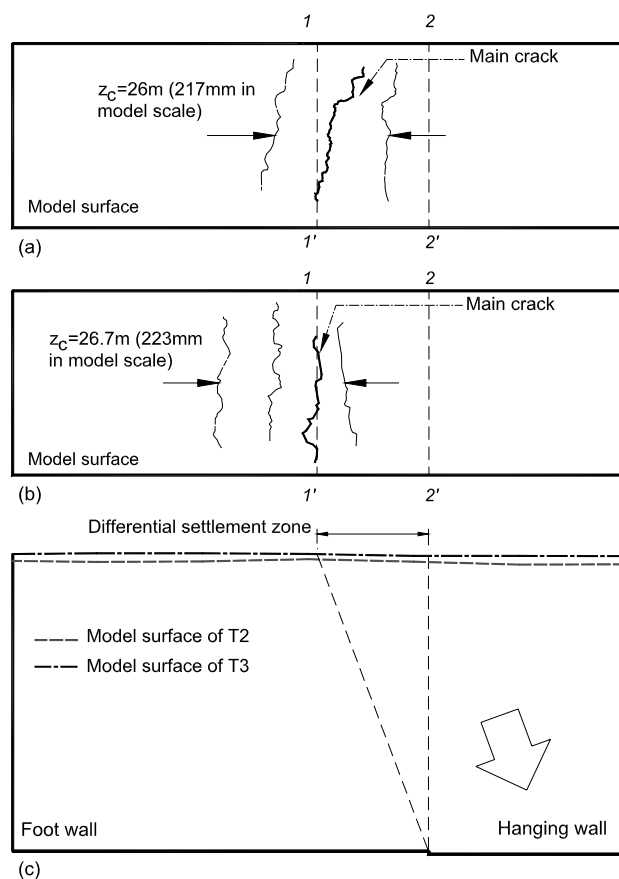 1 2
Main crack
z_c=26m (217mm in
model scale)
Model surface
(a)
1' 2'
1 2
Main crack
z_c=26.7m (223mm
in model scale)
Model surface
(b)
1' 2'
Differential settlement zone
Model surface of T2
Model surface of T3
Foot wall Hanging wall
(c)